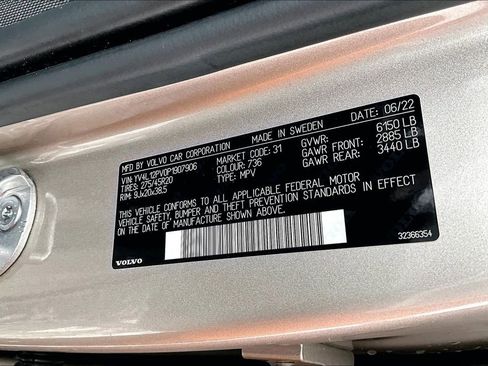 MFD BY VOLVO CAR CORPORATION MADE IN SWEDEN DATE: 06/22
VIN: YV4L12PV0P1907906 MARKET CODE: 31 GVWR: 6150 LB
TIRES: 275/45R20 COLOUR: 736 GAWR FRONT: 2885 LB
RIMS: 9Jx20x38.5 TYPE: MPV GAWR REAR: 3440 LB
THIS VEHICLE CONFORMS TO ALL APPLICABLE FEDERAL MOTOR
VEHICLE SAFETY, BUMPER AND THEFT PREVENTION STANDARDS IN EFFECT
ON THE DATE OF MANUFACTURE SHOWN ABOVE.
VOLVO 32366354